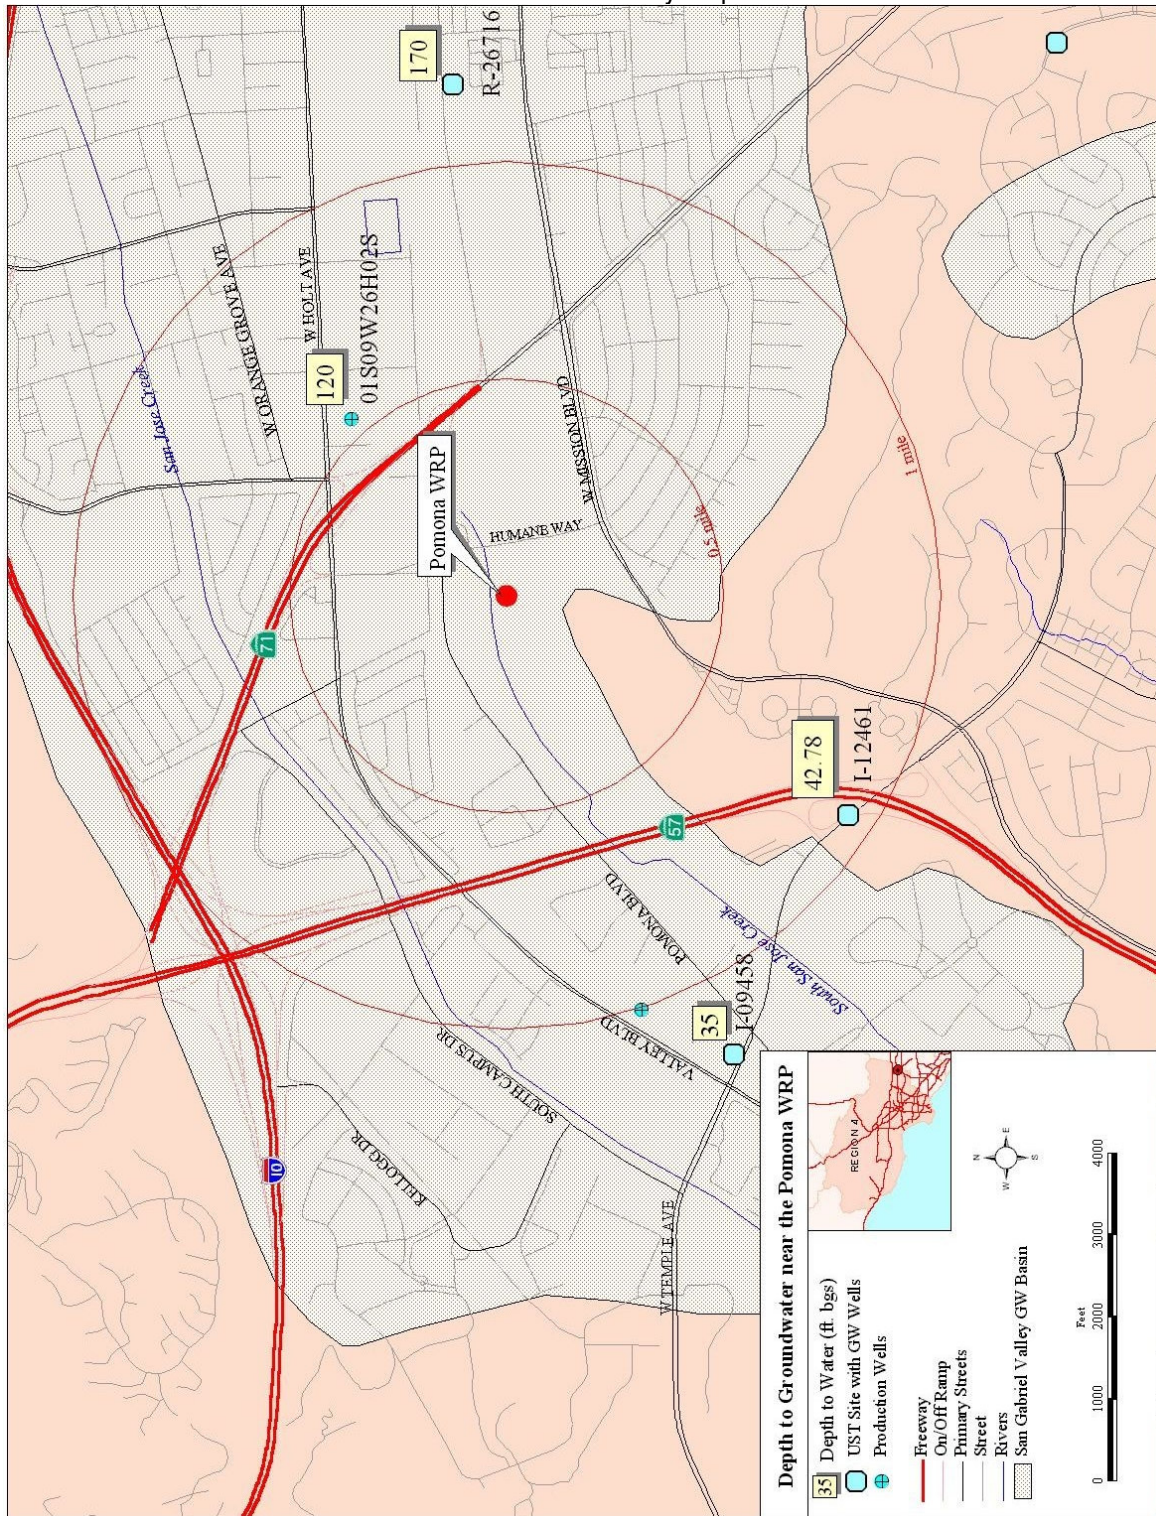 170
R-26716
San Jose Creek
W ORANGE GROVE AVE
W HOLT AVE
120
01S09W26H02S
Pomona WRP
W MISSION BLVD
HUMANE WAY
0.5 mile
1 mile
71
57
10
42.78
I-12461
POMONA BLVD
South San Jose Creek
VALLEY BLVD
35
I-09458
SOUTH CAMPUS DR
KELLOGG DR
W TEMPLE AVE
Depth to Groundwater near the Pomona WRP
35 Depth to Water (ft. bgs)
UST Site with GW Wells
Production Wells
Freeway
On/Off Ramp
Primary Streets
Street
Rivers
San Gabriel Valley GW Basin
REGION 4
N
W E
S
Feet
0 1000 2000 3000 4000